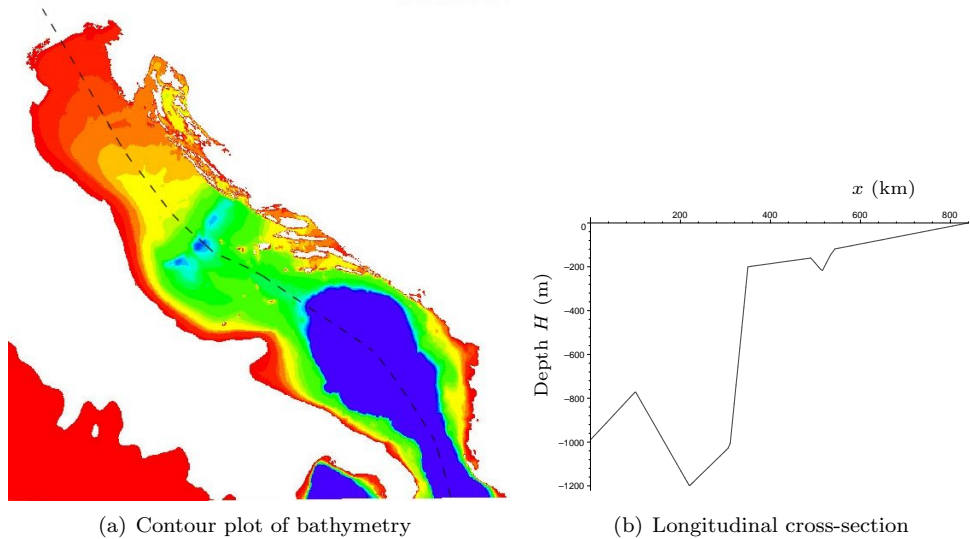 x (km)
200 400 600 800
0
−200
−400
−600
−800
−1000
−1200
Depth H (m)
(a) Contour plot of bathymetry
(b) Longitudinal cross-section